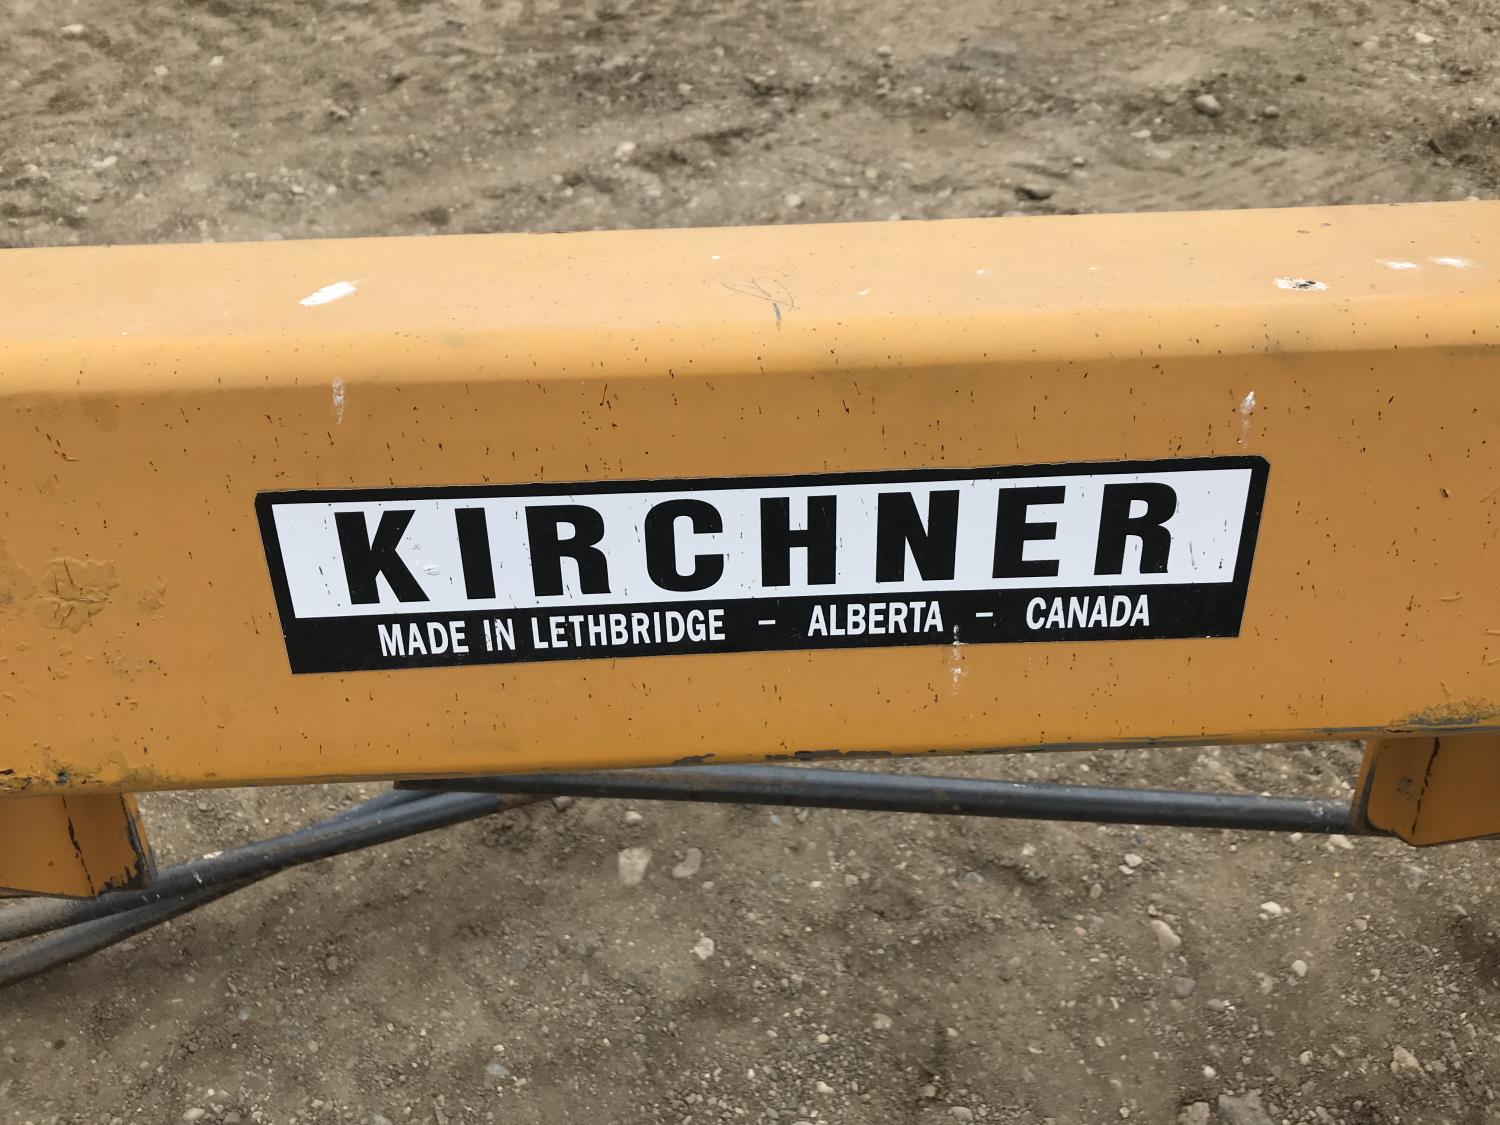 KIRCHNER
MADE IN LETHBRIDGE – ALBERTA – CANADA